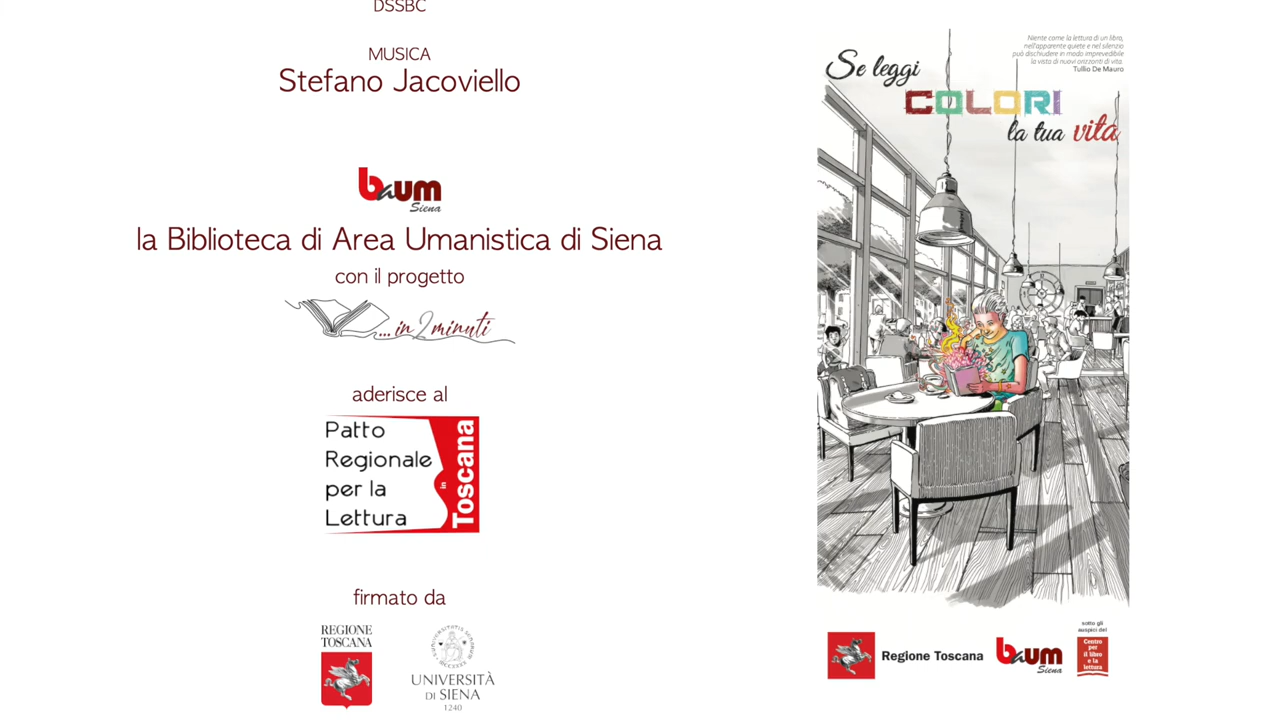 DSSBC
MUSICA
Stefano Jacoviello
baum
Siena
la Biblioteca di Area Umanistica di Siena
con il progetto
...in 2 minuti
aderisce al
Patto
Regionale
per la
Lettura
in
Toscana
firmato da
REGIONE
TOSCANA
UNIVERSITÀ
DI SIENA
1240
Niente come la lettura di un libro,
nell'apparente quiete e nel silenzio
può dischiudere in modo imprevedibile
la vista di nuovi orizzonti di vita.
Tullio De Mauro
Se leggi
COLORI
la tua vita
Regione Toscana
baum
Siena
sotto gli
auspici del
Centro
per
il libro
e la
lettura